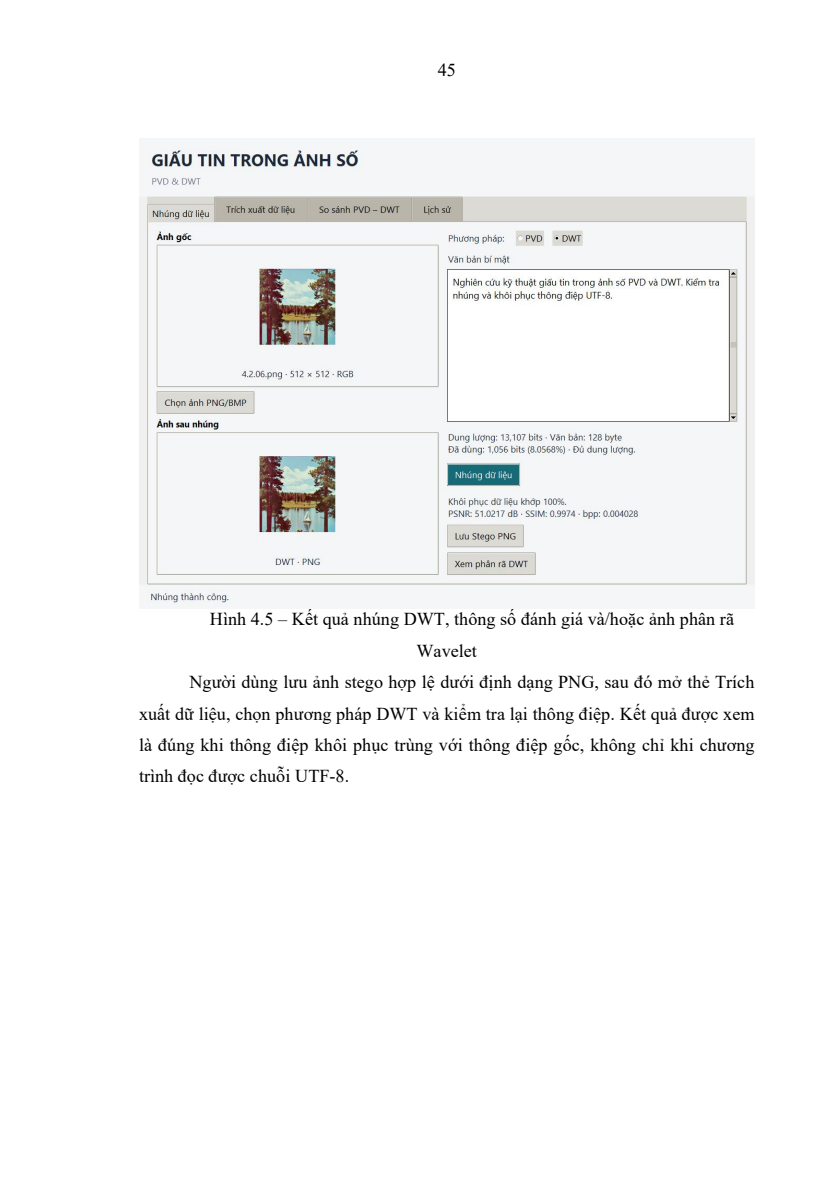 45
GIẤU TIN TRONG ẢNH SỐ
PVD & DWT
Nhúng dữ liệu
Trích xuất dữ liệu
So sánh PVD – DWT
Lịch sử
Ảnh gốc
4.2.06.png · 512 × 512 · RGB
Chọn ảnh PNG/BMP
Ảnh sau nhúng
DWT · PNG
Phương pháp: PVD DWT
Văn bản bí mật
Nghiên cứu kỹ thuật giấu tin trong ảnh số PVD và DWT. Kiểm tra
nhúng và khôi phục thông điệp UTF-8.
Dung lượng: 13,107 bits · Văn bản: 128 byte
Đã dùng: 1,056 bits (8.0568%) · Đủ dung lượng.
Nhúng dữ liệu
Khôi phục dữ liệu khớp 100%.
PSNR: 51.0217 dB · SSIM: 0.9974 · bpp: 0.004028
Lưu Stego PNG
Xem phân rã DWT
Nhúng thành công.
Hình 4.5 – Kết quả nhúng DWT, thông số đánh giá và/hoặc ảnh phân rã
Wavelet
Người dùng lưu ảnh stego hợp lệ dưới định dạng PNG, sau đó mở thẻ Trích
xuất dữ liệu, chọn phương pháp DWT và kiểm tra lại thông điệp. Kết quả được xem
là đúng khi thông điệp khôi phục trùng với thông điệp gốc, không chỉ khi chương
trình đọc được chuỗi UTF-8.